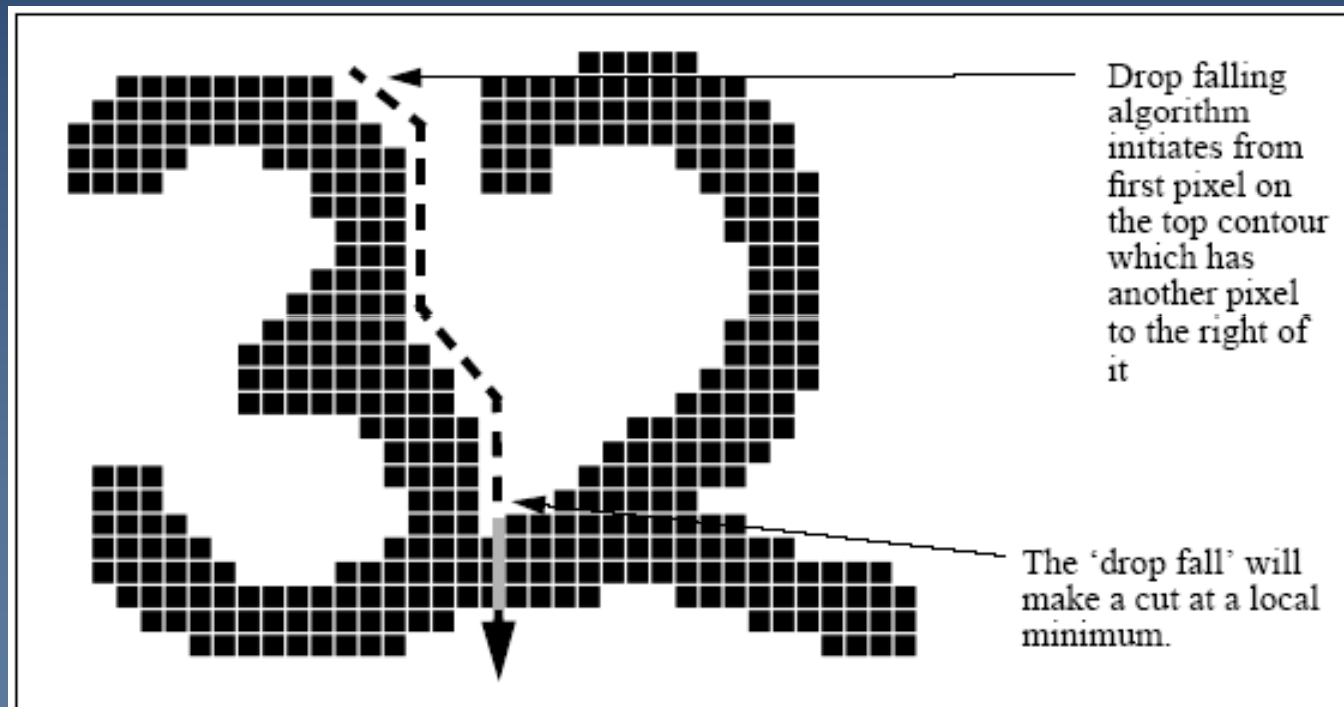 32
Drop falling
algorithm
initiates from
first pixel on
the top contour
which has
another pixel
to the right of
it
The ‘drop fall’ will
make a cut at a local
minimum.